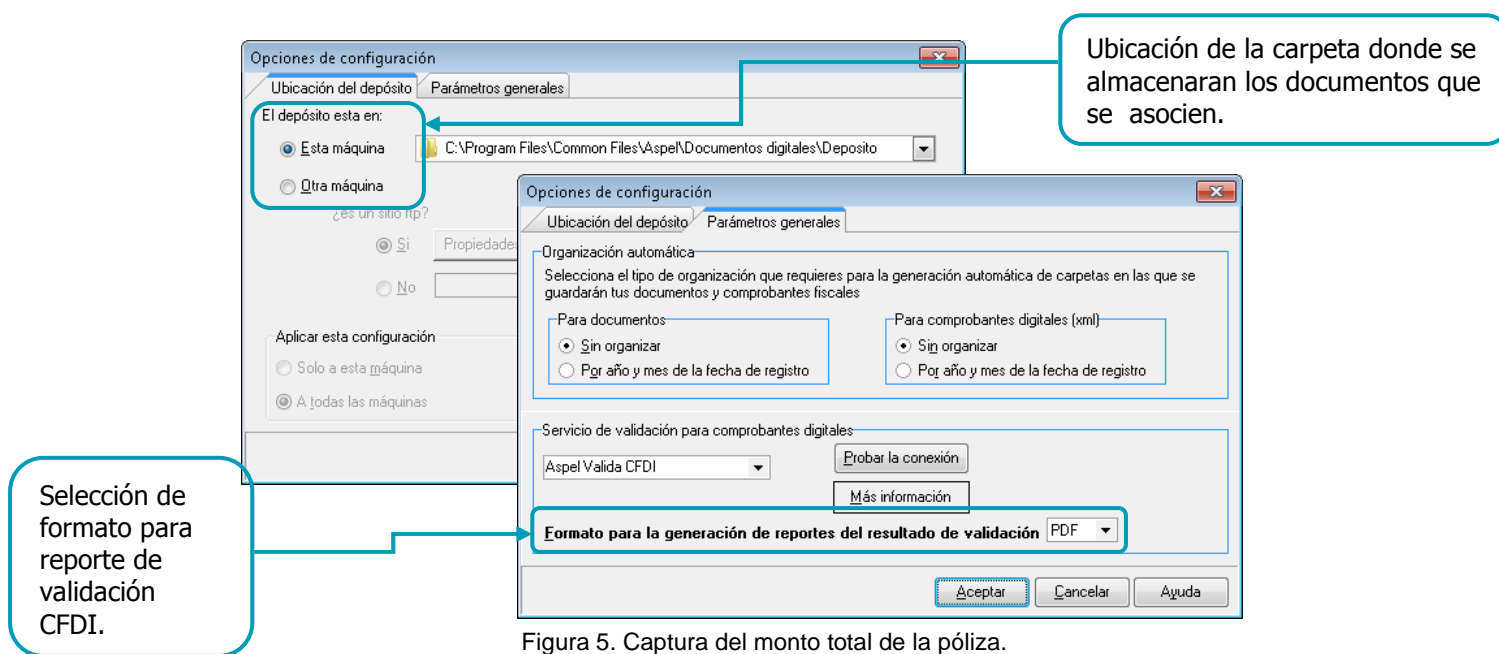 Ubicación de la carpeta donde se
almacenaran los documentos que
se asocien.
Opciones de configuración
Ubicación del depósito
Parámetros generales
El depósito esta en:
Esta máquina
C:\Program Files\Common Files\Aspel\Documentos digitales\Deposito
Otra máquina
¿es un sitio ftp?
Si
Propiedades
No
Aplicar esta configuración
Solo a esta máquina
A todas las máquinas
Opciones de configuración
Ubicación del depósito
Parámetros generales
Organización automática
Selecciona el tipo de organización que requieres para la generación automática de carpetas en las que se
guardarán tus documentos y comprobantes fiscales
Para documentos
Sin organizar
Por año y mes de la fecha de registro
Para comprobantes digitales (xml)
Sin organizar
Por año y mes de la fecha de registro
Servicio de validación para comprobantes digitales
Aspel Valida CFDI
Probar la conexión
Más información
Formato para la generación de reportes del resultado de validación PDF
Aceptar
Cancelar
Ayuda
Selección de
formato para
reporte de
validación
CFDI.
Figura 5. Captura del monto total de la póliza.